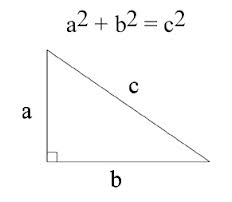 a² + b² = c²
c
a
b